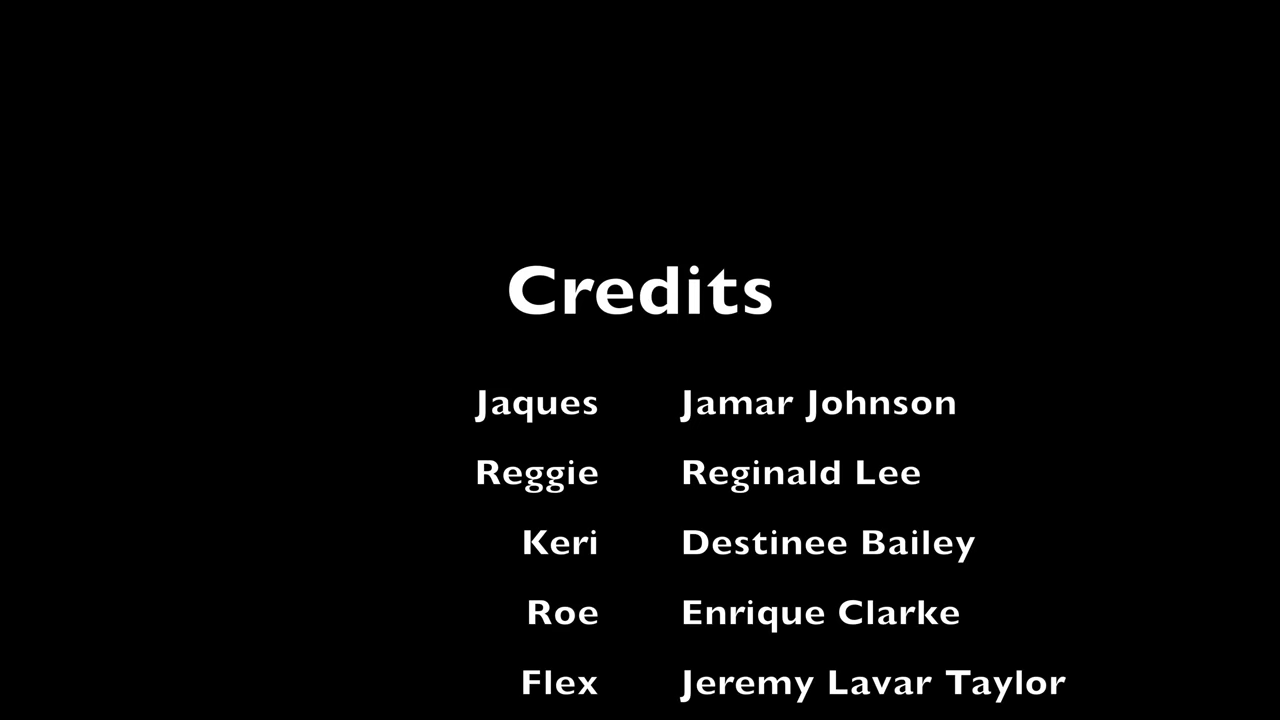 Credits
Jaques Jamar Johnson
Reggie Reginald Lee
Keri Destinee Bailey
Roe Enrique Clarke
Flex Jeremy Lavar Taylor